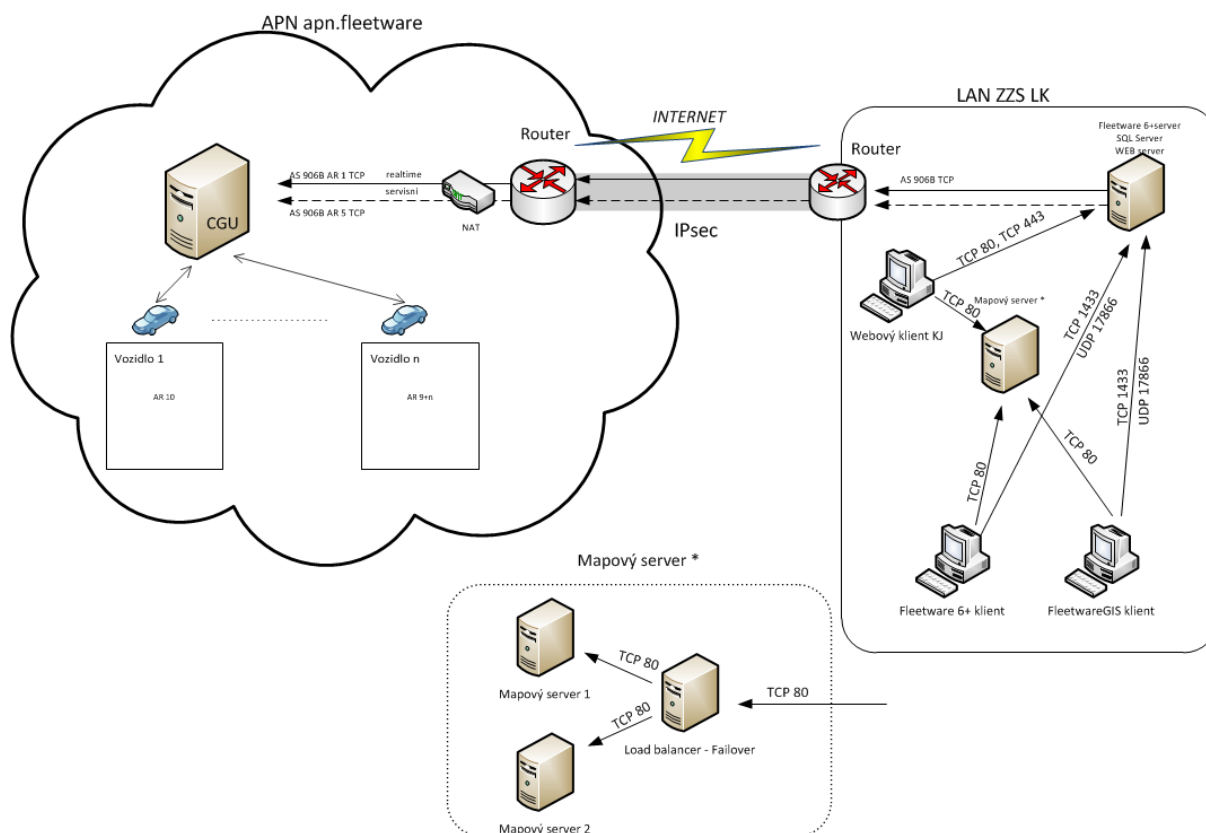 APN apn.fleetware
INTERNET
LAN ZZS LK
Router
Router
Fleetware 6+server
SQL Server
WEB server
AS 906B AR 1 TCP
realtime
servisní
AS 906B AR 5 TCP
CGU
NAT
IPsec
AS 906B TCP
TCP 80, TCP 443
Webový klient KJ
TCP 80
Mapový server *
TCP 1433
UDP 17866
TCP 1433
UDP 17866
Vozidlo 1
AR 10
Vozidlo n
AR 9+n
TCP 80
TCP 80
Fleetware 6+ klient
FleetwareGIS klient
Mapový server *
Mapový server 1
TCP 80
TCP 80
TCP 80
Load balancer - Failover
Mapový server 2